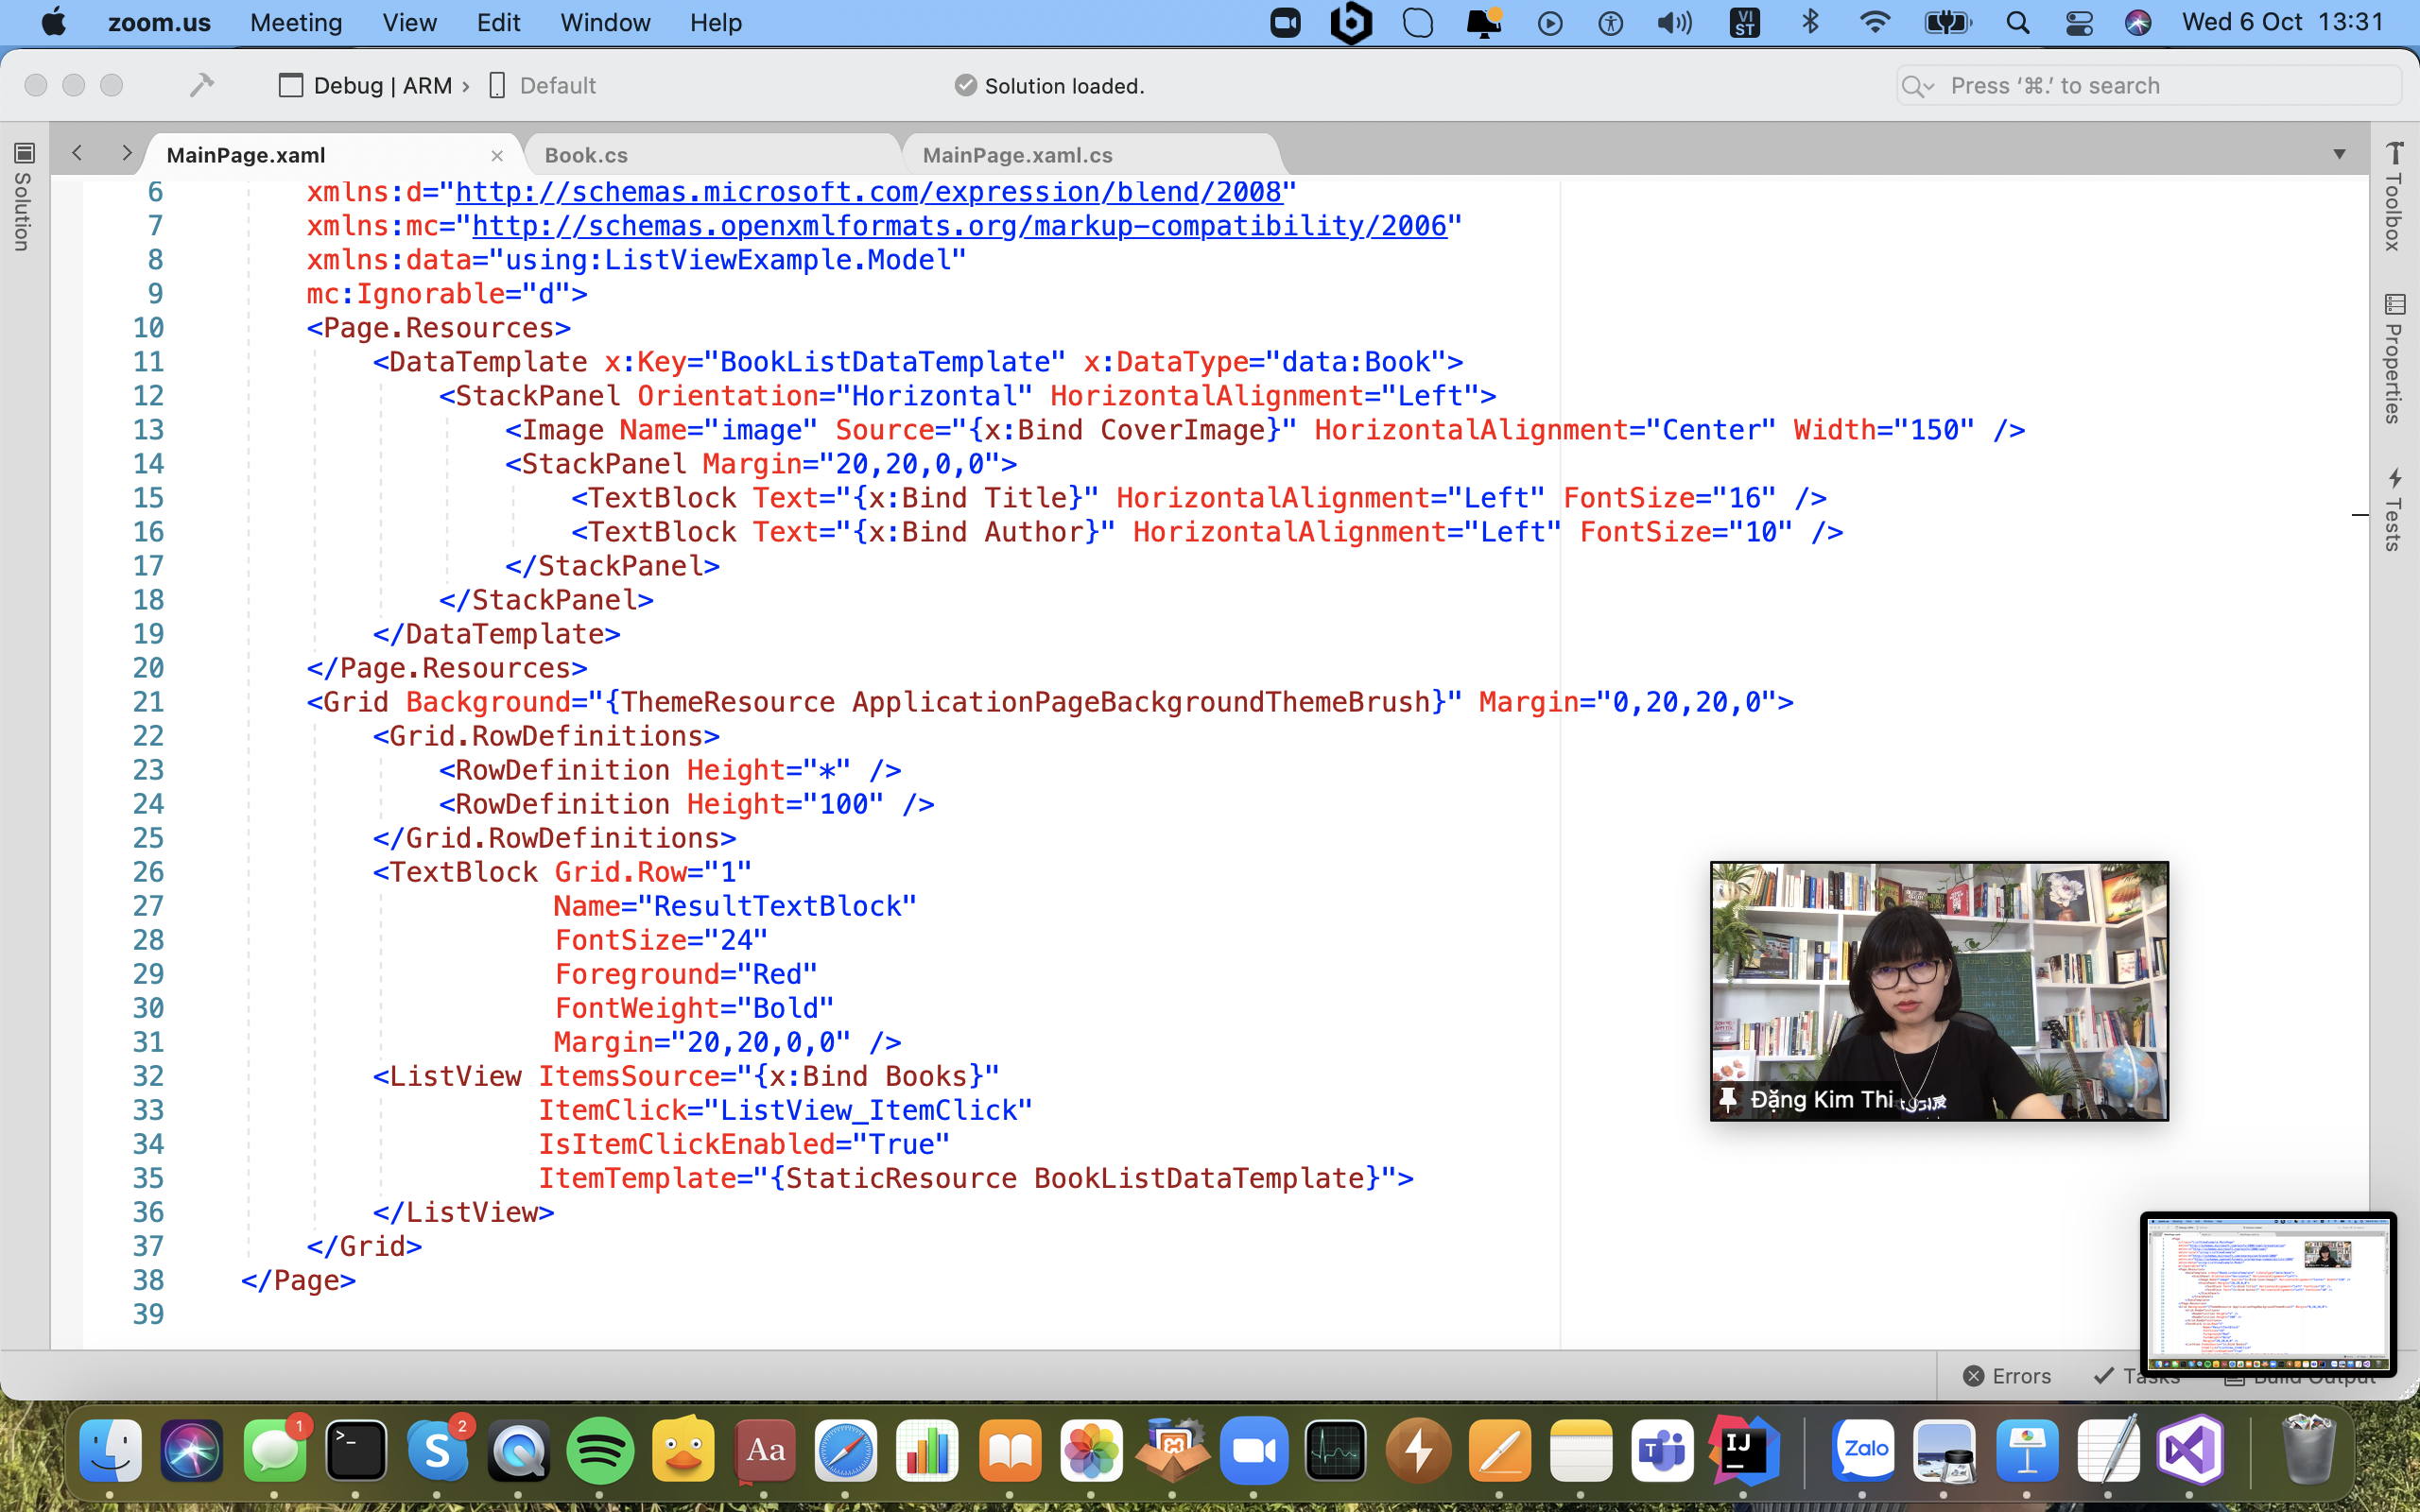 zoom.us Meeting View Edit Window Help VI ST Wed 6 Oct 13:31
Debug | ARM › Default Solution loaded. Press ‘⌘.’ to search
MainPage.xaml Book.cs MainPage.xaml.cs
Solution
Toolbox
Properties
Tests
6 xmlns:d="http://schemas.microsoft.com/expression/blend/2008"
7 xmlns:mc="http://schemas.openxmlformats.org/markup-compatibility/2006"
8 xmlns:data="using:ListViewExample.Model"
9 mc:Ignorable="d">
10 <Page.Resources>
11 <DataTemplate x:Key="BookListDataTemplate" x:DataType="data:Book">
12 <StackPanel Orientation="Horizontal" HorizontalAlignment="Left">
13 <Image Name="image" Source="{x:Bind CoverImage}" HorizontalAlignment="Center" Width="150" />
14 <StackPanel Margin="20,20,0,0">
15 <TextBlock Text="{x:Bind Title}" HorizontalAlignment="Left" FontSize="16" />
16 <TextBlock Text="{x:Bind Author}" HorizontalAlignment="Left" FontSize="10" />
17 </StackPanel>
18 </StackPanel>
19 </DataTemplate>
20 </Page.Resources>
21 <Grid Background="{ThemeResource ApplicationPageBackgroundThemeBrush}" Margin="0,20,20,0">
22 <Grid.RowDefinitions>
23 <RowDefinition Height="*" />
24 <RowDefinition Height="100" />
25 </Grid.RowDefinitions>
26 <TextBlock Grid.Row="1"
27 Name="ResultTextBlock"
28 FontSize="24"
29 Foreground="Red"
30 FontWeight="Bold"
31 Margin="20,20,0,0" />
32 <ListView ItemsSource="{x:Bind Books}"
33 ItemClick="ListView_ItemClick"
34 IsItemClickEnabled="True"
35 ItemTemplate="{StaticResource BookListDataTemplate}">
36 </ListView>
37 </Grid>
38 </Page>
39
Đặng Kim Thi
Errors Tasks Build Output
1 2 Aa IJ Zalo